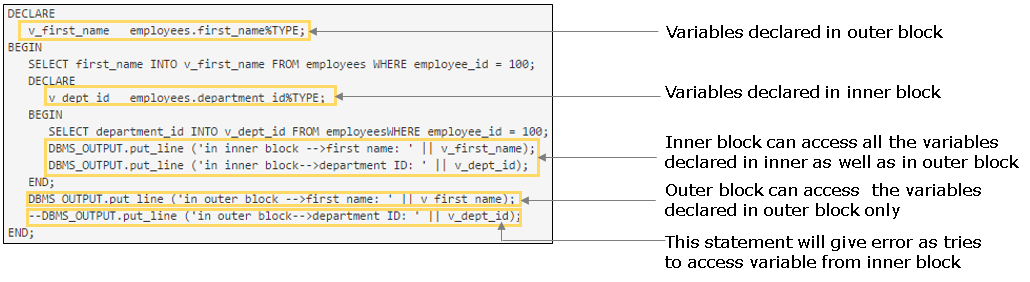 DECLARE
v_first_name employees.first_name%TYPE;
Variables declared in outer block
BEGIN
SELECT first_name INTO v_first_name FROM employees WHERE employee_id = 100;
DECLARE
v_dept_id employees.department_id%TYPE;
Variables declared in inner block
BEGIN
SELECT department_id INTO v_dept_id FROM employeesWHERE employee_id = 100;
DBMS_OUTPUT.put_line ('in inner block -->first name: ' || v_first_name);
DBMS_OUTPUT.put_line ('in inner block-->department ID: ' || v_dept_id);
Inner block can access all the variables
declared in inner as well as in outer block
END;
DBMS_OUTPUT.put_line ('in outer block -->first name: ' || v_first_name);
Outer block can access the variables
declared in outer block only
--DBMS_OUTPUT.put_line ('in outer block-->department ID: ' || v_dept_id);
END;
This statement will give error as tries
to access variable from inner block